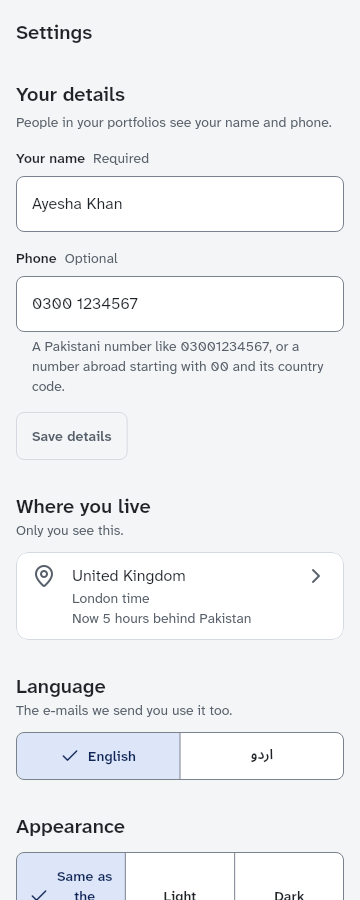 Settings
Your details
People in your portfolios see your name and phone.
Your name Required
Ayesha Khan
Phone Optional
0300 1234567
A Pakistani number like 03001234567, or a
number abroad starting with 00 and its country
code.
Save details
Where you live
Only you see this.
United Kingdom
London time
Now 5 hours behind Pakistan
Language
The e-mails we send you use it too.
English
اردو
Appearance
Same as
the
Light
Dark